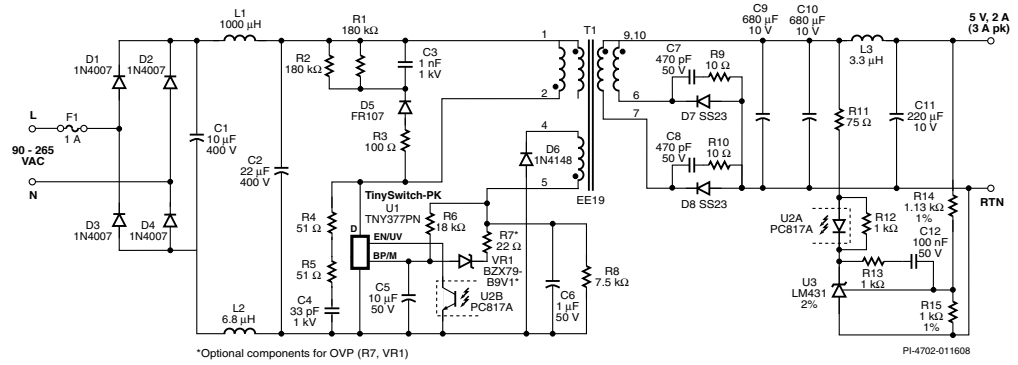 L1
1000 µH
R1
180 kΩ
R2
180 kΩ
C3
1 nF
1 kV
D1
1N4007
D2
1N4007
D5
FR107
R3
100 Ω
L
F1
1 A
90 - 265
VAC
N
C1
10 µF
400 V
C2
22 µF
400 V
D3
1N4007
D4
1N4007
L2
6.8 µH
R4
51 Ω
R5
51 Ω
C4
33 pF
1 kV
TinySwitch-PK
U1
TNY377PN
D
EN/UV
BP/M
S
R6
18 kΩ
R7*
22 Ω
VR1
BZX79-
B9V1*
C5
10 µF
50 V
U2B
PC817A
C6
1 µF
50 V
R8
7.5 kΩ
D6
1N4148
T1
1
2
4
5
9,10
6
7
EE19
C7
470 pF
50 V
R9
10 Ω
D7 SS23
C8
470 pF
50 V
R10
10 Ω
D8 SS23
C9
680 µF
10 V
C10
680 µF
10 V
L3
3.3 µH
5 V, 2 A
(3 A pk)
R11
75 Ω
C11
220 µF
10 V
RTN
U2A
PC817A
R12
1 kΩ
R14
1.13 kΩ
1%
C12
100 nF
50 V
R13
1 kΩ
U3
LM431
2%
R15
1 kΩ
1%
*Optional components for OVP (R7, VR1)
PI-4702-011608